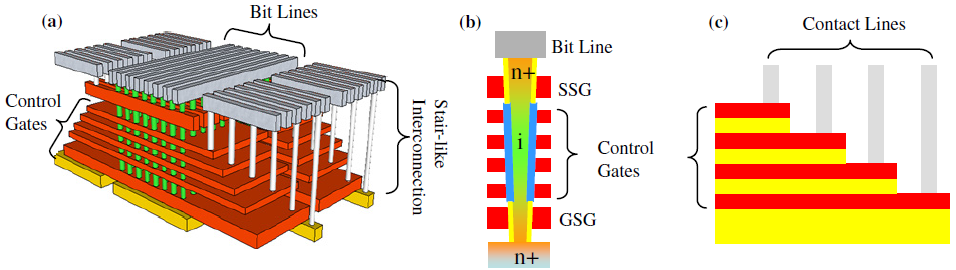 (a)
Bit Lines
Control
Gates
Stair-like
Interconnection
(b)
Bit Line
n+
SSG
i
Control
Gates
GSG
n+
(c)
Contact Lines